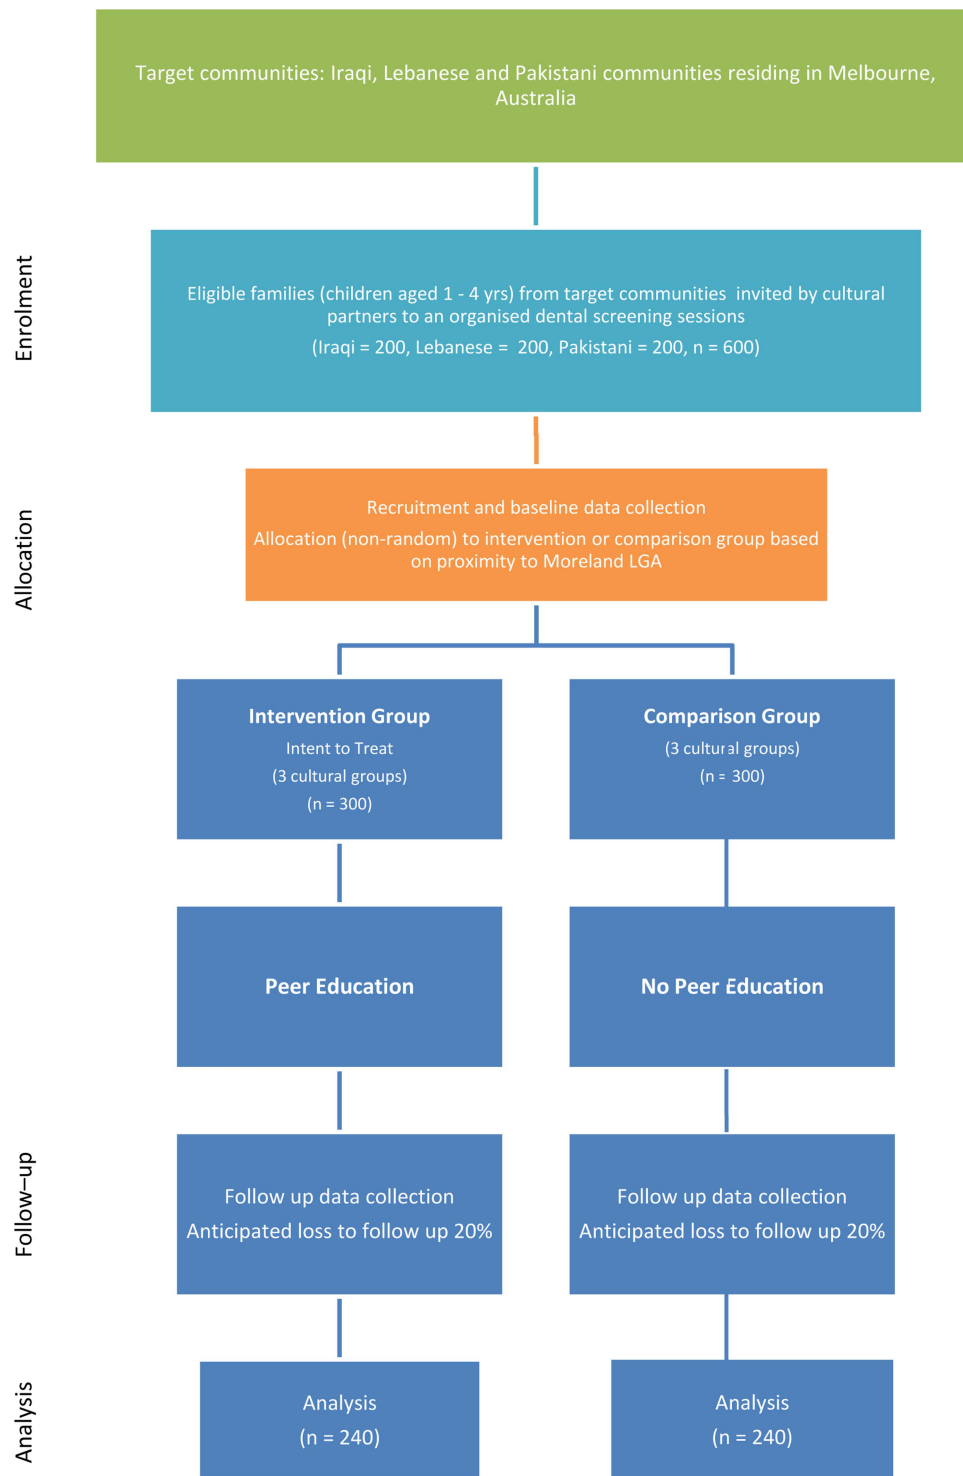 Target communities: Iraqi, Lebanese and Pakistani communities residing in Melbourne,
Australia
Enrolment
Eligible families (children aged 1 - 4 yrs) from target communities invited by cultural
partners to an organised dental screening sessions
(Iraqi = 200, Lebanese = 200, Pakistani = 200, n = 600)
Allocation
Recruitment and baseline data collection
Allocation (non-random) to intervention or comparison group based
on proximity to Moreland LGA
Intervention Group
Intent to Treat
(3 cultural groups)
(n = 300)
Comparison Group
(3 cultural groups)
(n = 300)
Peer Education
No Peer Education
Follow–up
Follow up data collection
Anticipated loss to follow up 20%
Follow up data collection
Anticipated loss to follow up 20%
Analysis
Analysis
(n = 240)
Analysis
(n = 240)